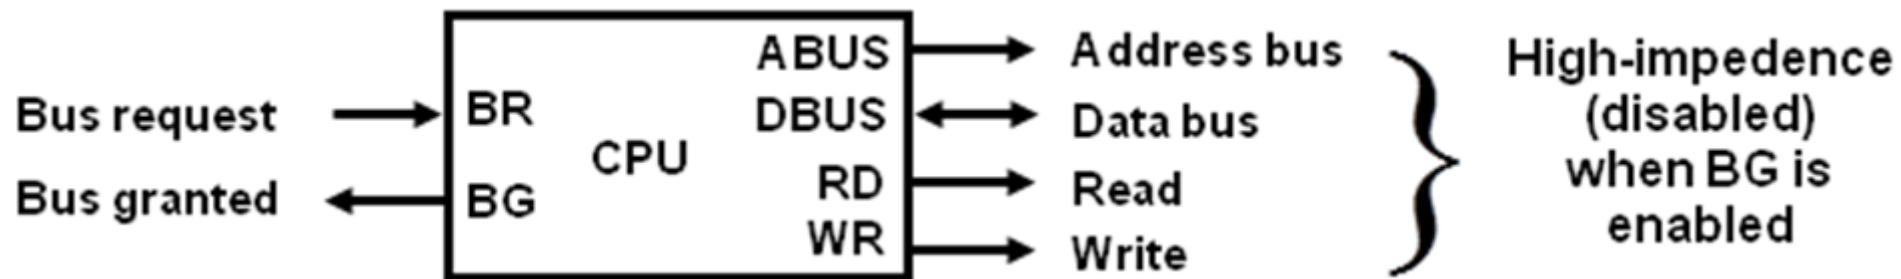 Bus request
Bus granted
BR
BG
CPU
ABUS
DBUS
RD
WR
Address bus
Data bus
Read
Write
High-impedence
(disabled)
when BG is
enabled